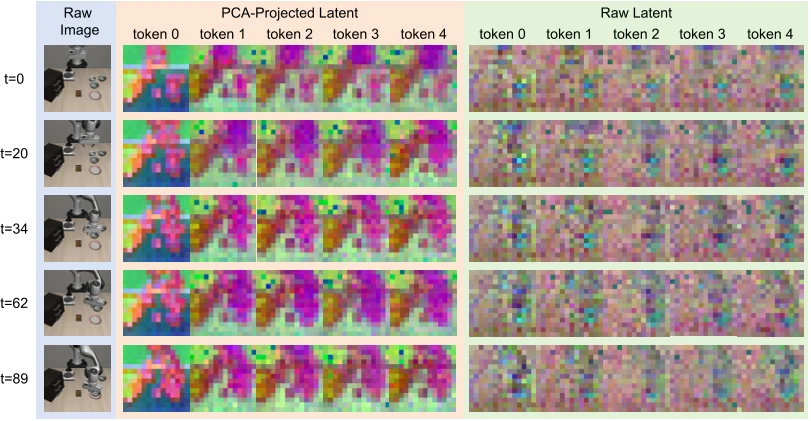 Raw
Image
PCA-Projected Latent
Raw Latent
token 0 token 1 token 2 token 3 token 4
token 0 token 1 token 2 token 3 token 4
t=0
t=20
t=34
t=62
t=89